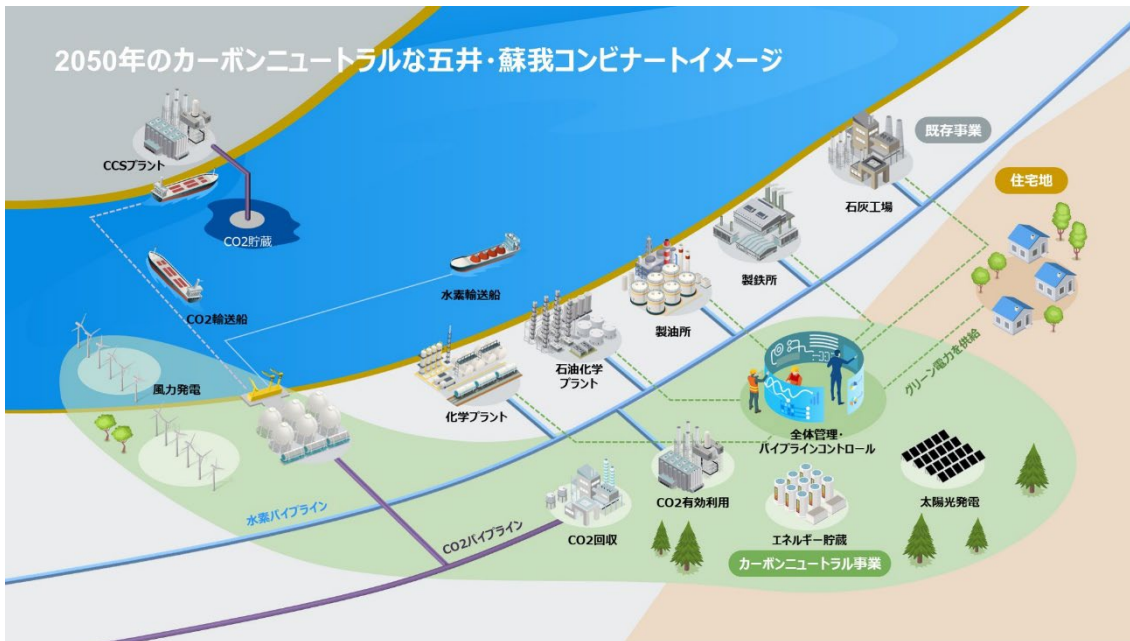 2050年のカーボンニュートラルな五井・蘇我コンビナートイメージ
CCSプラント
CO2貯蔵
CO2輸送船
水素輸送船
既存事業
石灰工場
住宅地
製鉄所
製油所
石油化学
プラント
化学プラント
風力発電
グリーン電力を供給
全体管理・
パイプラインコントロール
水素パイプライン
CO2パイプライン
CO2回収
CO2有効利用
エネルギー貯蔵
太陽光発電
カーボンニュートラル事業